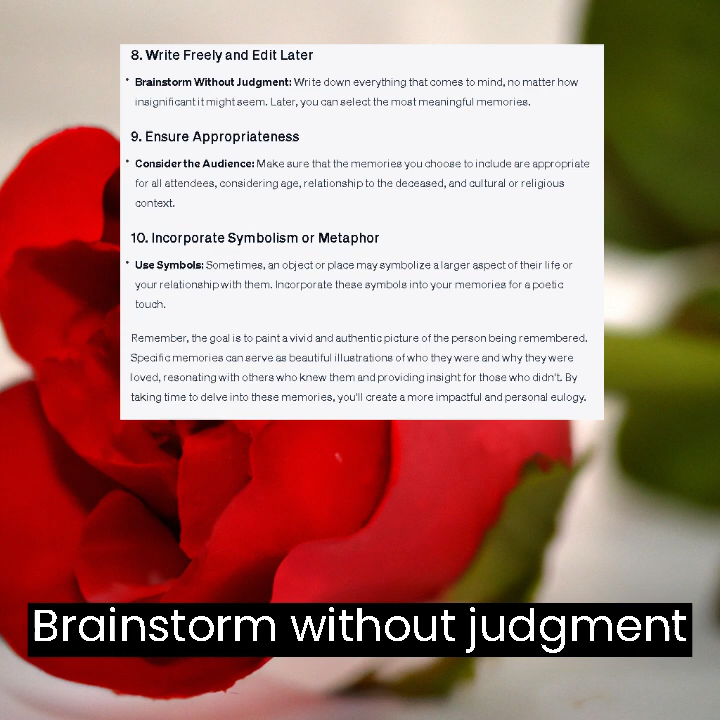 8. Write Freely and Edit Later
• Brainstorm Without Judgment: Write down everything that comes to mind, no matter how
insignificant it might seem. Later, you can select the most meaningful memories.
9. Ensure Appropriateness
• Consider the Audience: Make sure that the memories you choose to include are appropriate
for all attendees, considering age, relationship to the deceased, and cultural or religious
context.
10. Incorporate Symbolism or Metaphor
• Use Symbols: Sometimes, an object or place may symbolize a larger aspect of their life or
your relationship with them. Incorporate these symbols into your memories for a poetic
touch.
Remember, the goal is to paint a vivid and authentic picture of the person being remembered.
Specific memories can serve as beautiful illustrations of who they were and why they were
loved, resonating with others who knew them and providing insight for those who didn't. By
taking time to delve into these memories, you'll create a more impactful and personal eulogy.
Brainstorm without judgment